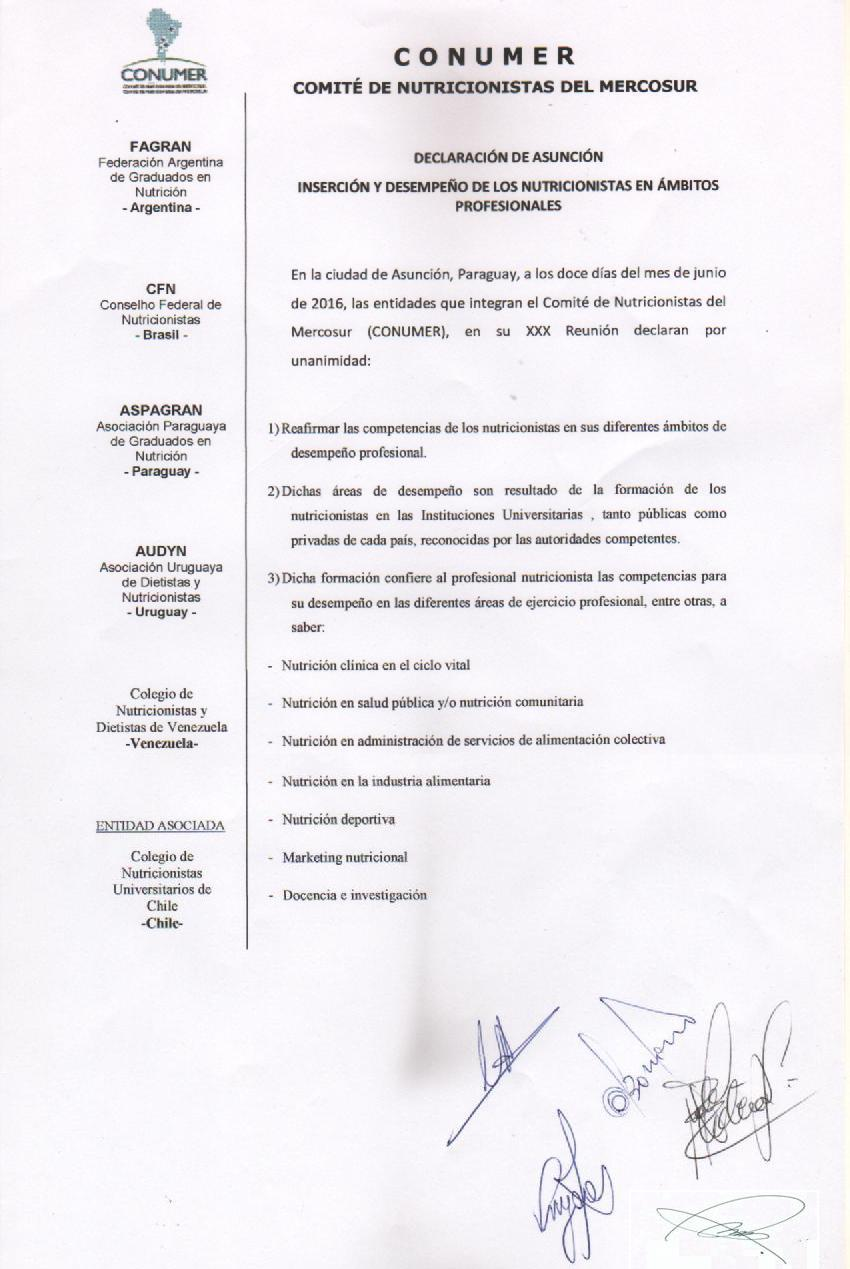 CONUMER
CONUMER
COMITÉ DE NUTRICIONISTAS DEL MERCOSUR
FAGRAN
Federación Argentina
de Graduados en
Nutrición
- Argentina -
CFN
Conselho Federal de
Nutricionistas
- Brasil -
ASPAGRAN
Asociación Paraguaya
de Graduados en
Nutrición
- Paraguay -
AUDYN
Asociación Uruguaya
de Dietistas y
Nutricionistas
- Uruguay -
Colegio de
Nutricionistas y
Dietistas de Venezuela
-Venezuela-
ENTIDAD ASOCIADA
Colegio de
Nutricionistas
Universitarios de
Chile
-Chile-
DECLARACIÓN DE ASUNCIÓN
INSERCIÓN Y DESEMPEÑO DE LOS NUTRICIONISTAS EN ÁMBITOS
PROFESIONALES
En la ciudad de Asunción, Paraguay, a los doce días del mes de junio
de 2016, las entidades que integran el Comité de Nutricionistas del
Mercosur (CONUMER), en su XXX Reunión declaran por
unanimidad:
1) Reafirmar las competencias de los nutricionistas en sus diferentes ámbitos de
desempeño profesional.
2) Dichas áreas de desempeño son resultado de la formación de los
nutricionistas en las Instituciones Universitarias , tanto públicas como
privadas de cada país, reconocidas por las autoridades competentes.
3) Dicha formación confiere al profesional nutricionista las competencias para
su desempeño en las diferentes áreas de ejercicio profesional, entre otras, a
saber:
- Nutrición clínica en el ciclo vital
- Nutrición en salud pública y/o nutrición comunitaria
- Nutrición en administración de servicios de alimentación colectiva
- Nutrición en la industria alimentaria
- Nutrición deportiva
- Marketing nutricional
- Docencia e investigación